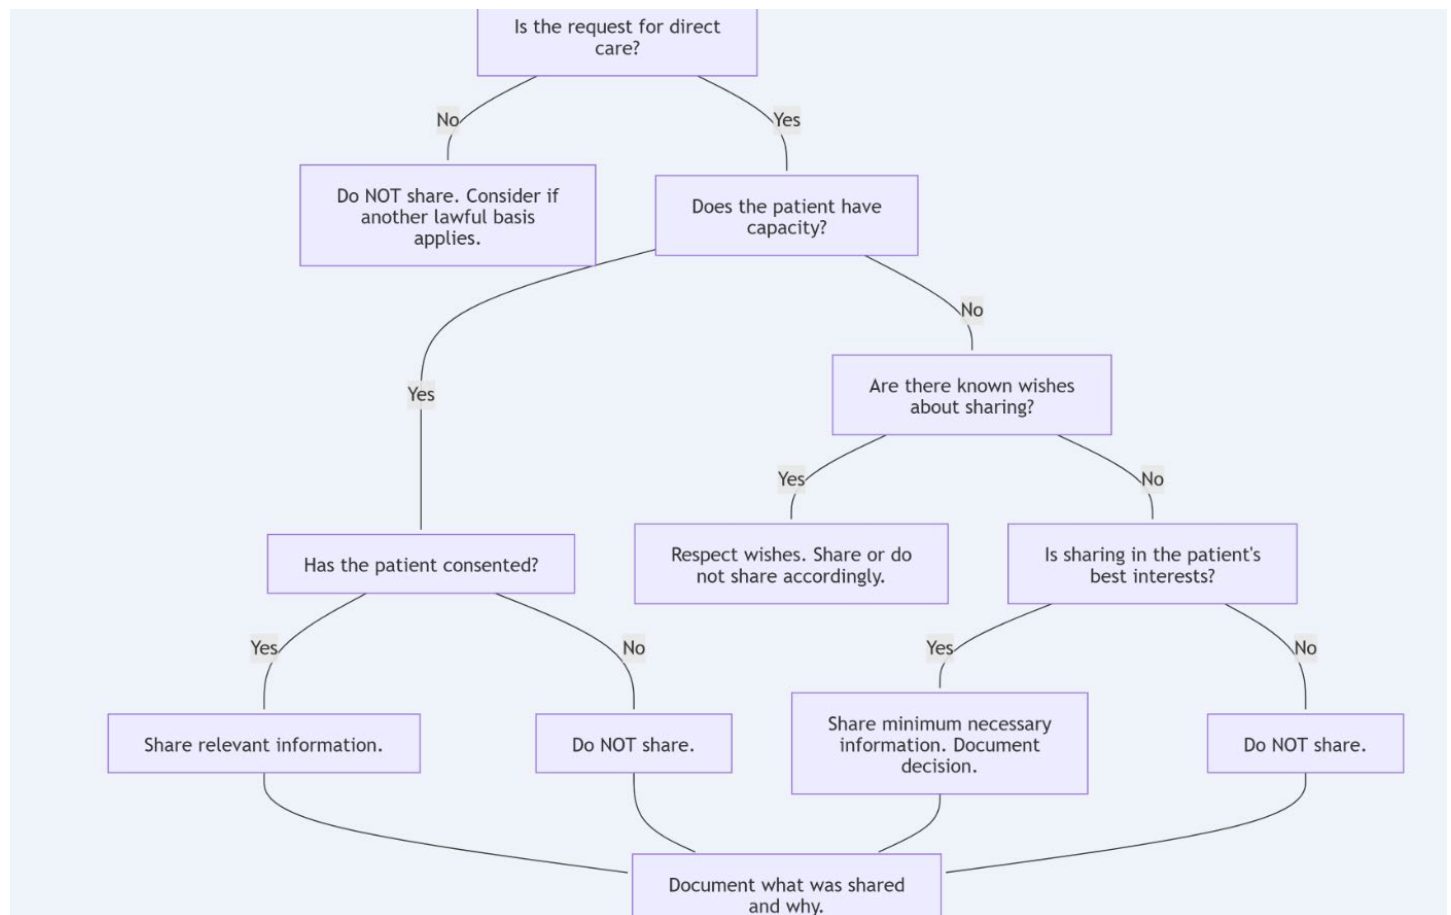 Is the request for direct
care?
No
Yes
Do NOT share. Consider if
another lawful basis
applies.
Does the patient have
capacity?
No
Yes
Are there known wishes
about sharing?
Yes
No
Has the patient consented?
Respect wishes. Share or do
not share accordingly.
Is sharing in the patient's
best interests?
Yes
No
Yes
No
Share relevant information.
Do NOT share.
Share minimum necessary
information. Document
decision.
Do NOT share.
Document what was shared
and why.